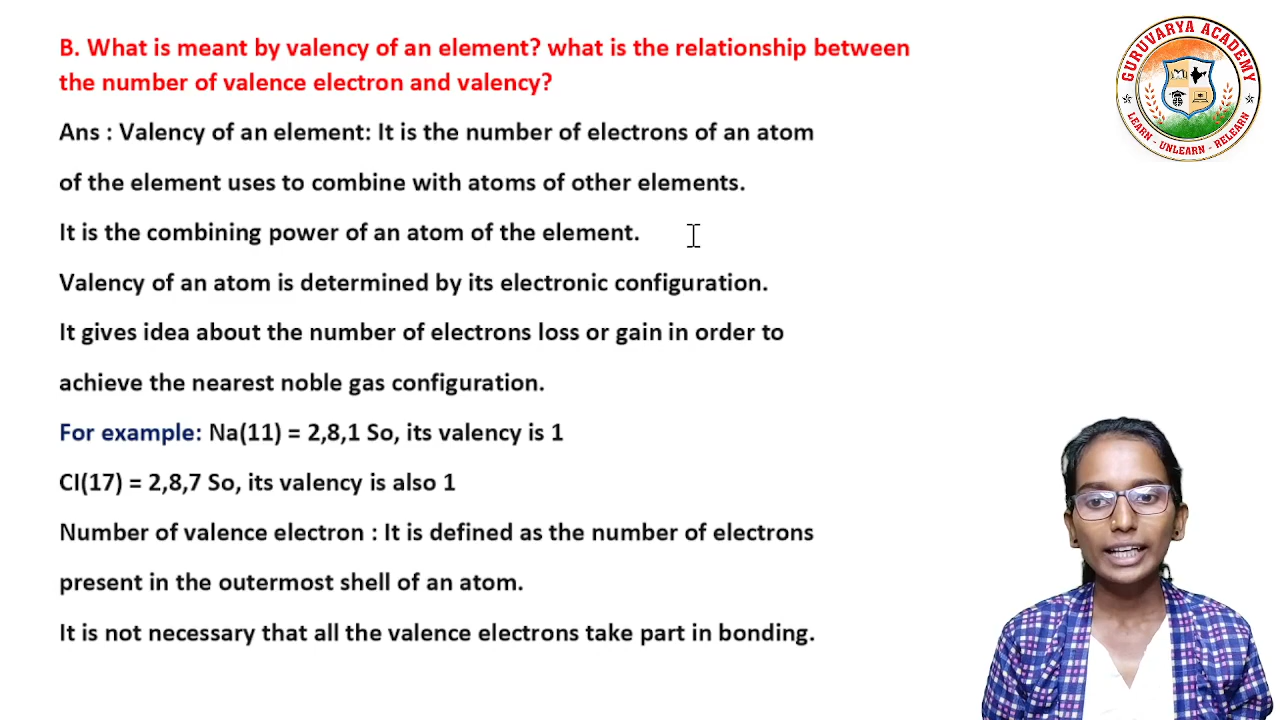 B. What is meant by valency of an element? what is the relationship between
the number of valence electron and valency?
Ans : Valency of an element: It is the number of electrons of an atom
of the element uses to combine with atoms of other elements.
It is the combining power of an atom of the element.
Valency of an atom is determined by its electronic configuration.
It gives idea about the number of electrons loss or gain in order to
achieve the nearest noble gas configuration.
For example: Na(11) = 2,8,1 So, its valency is 1
CI(17) = 2,8,7 So, its valency is also 1
Number of valence electron : It is defined as the number of electrons
present in the outermost shell of an atom.
It is not necessary that all the valence electrons take part in bonding.
GURUVARYA ACADEMY
LEARN - UNLEARN - RELEARN